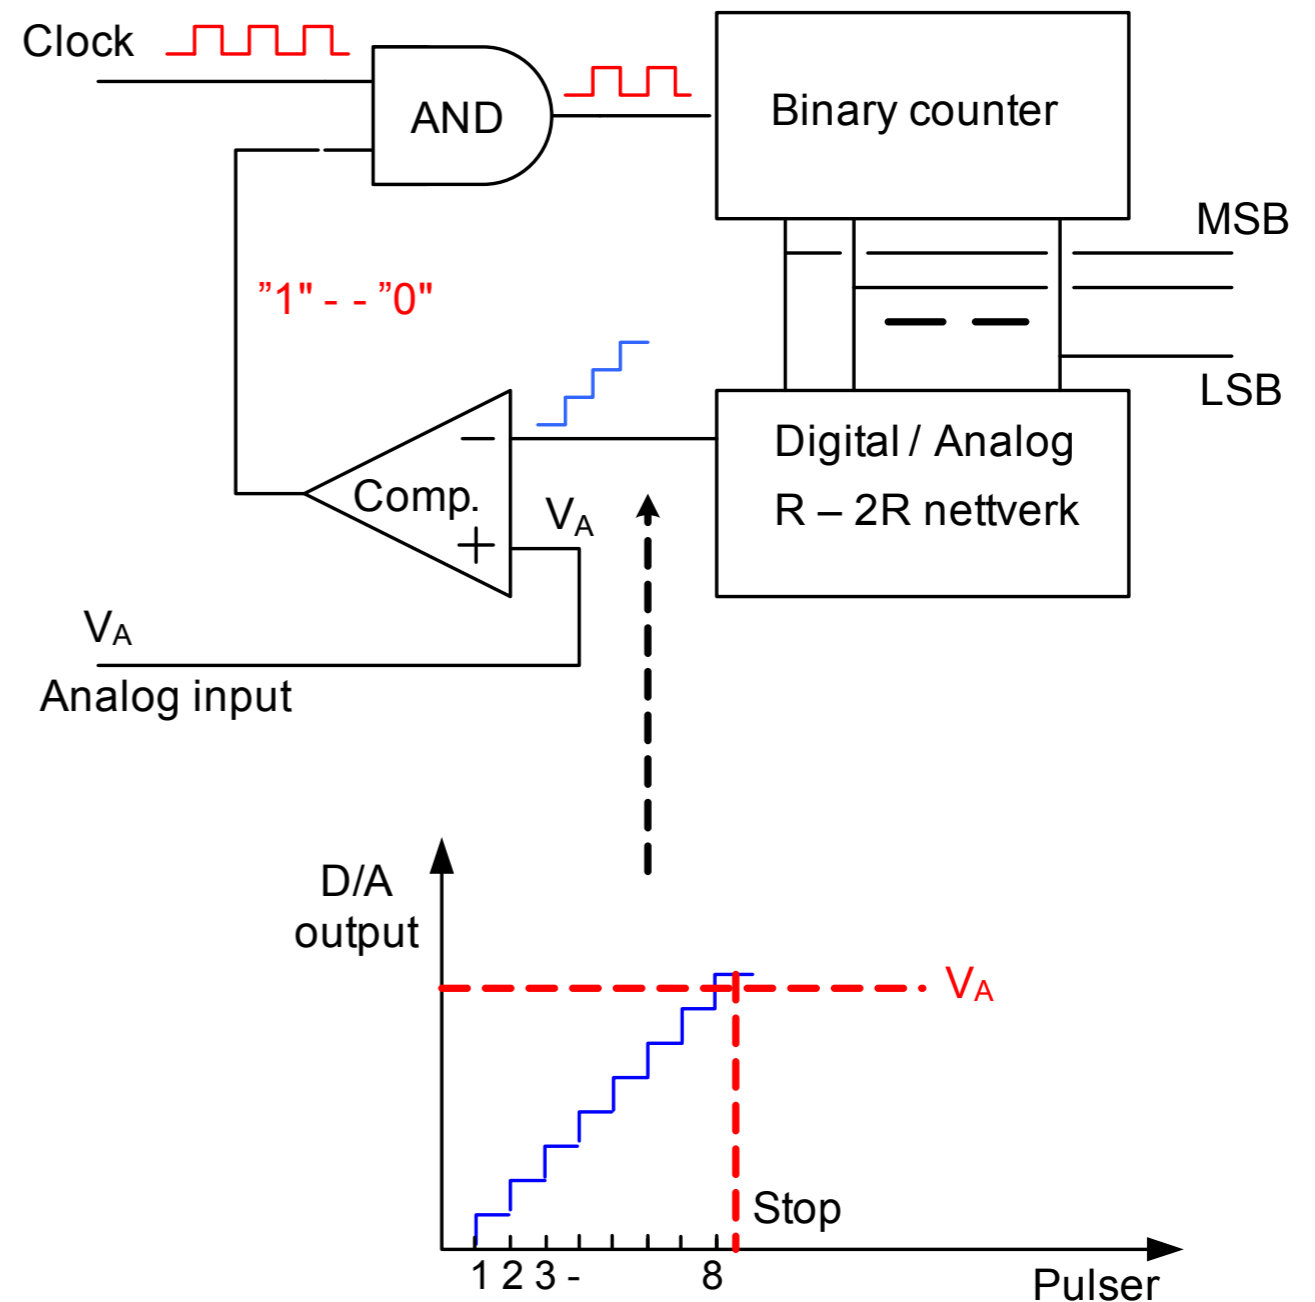 Clock
AND
Binary counter
MSB
”1" - - ”0"
LSB
Digital / Analog
R – 2R nettverk
−
Comp.
+
VA
VA
Analog input
D/A
output
VA
Stop
1 2 3 - 8
Pulser